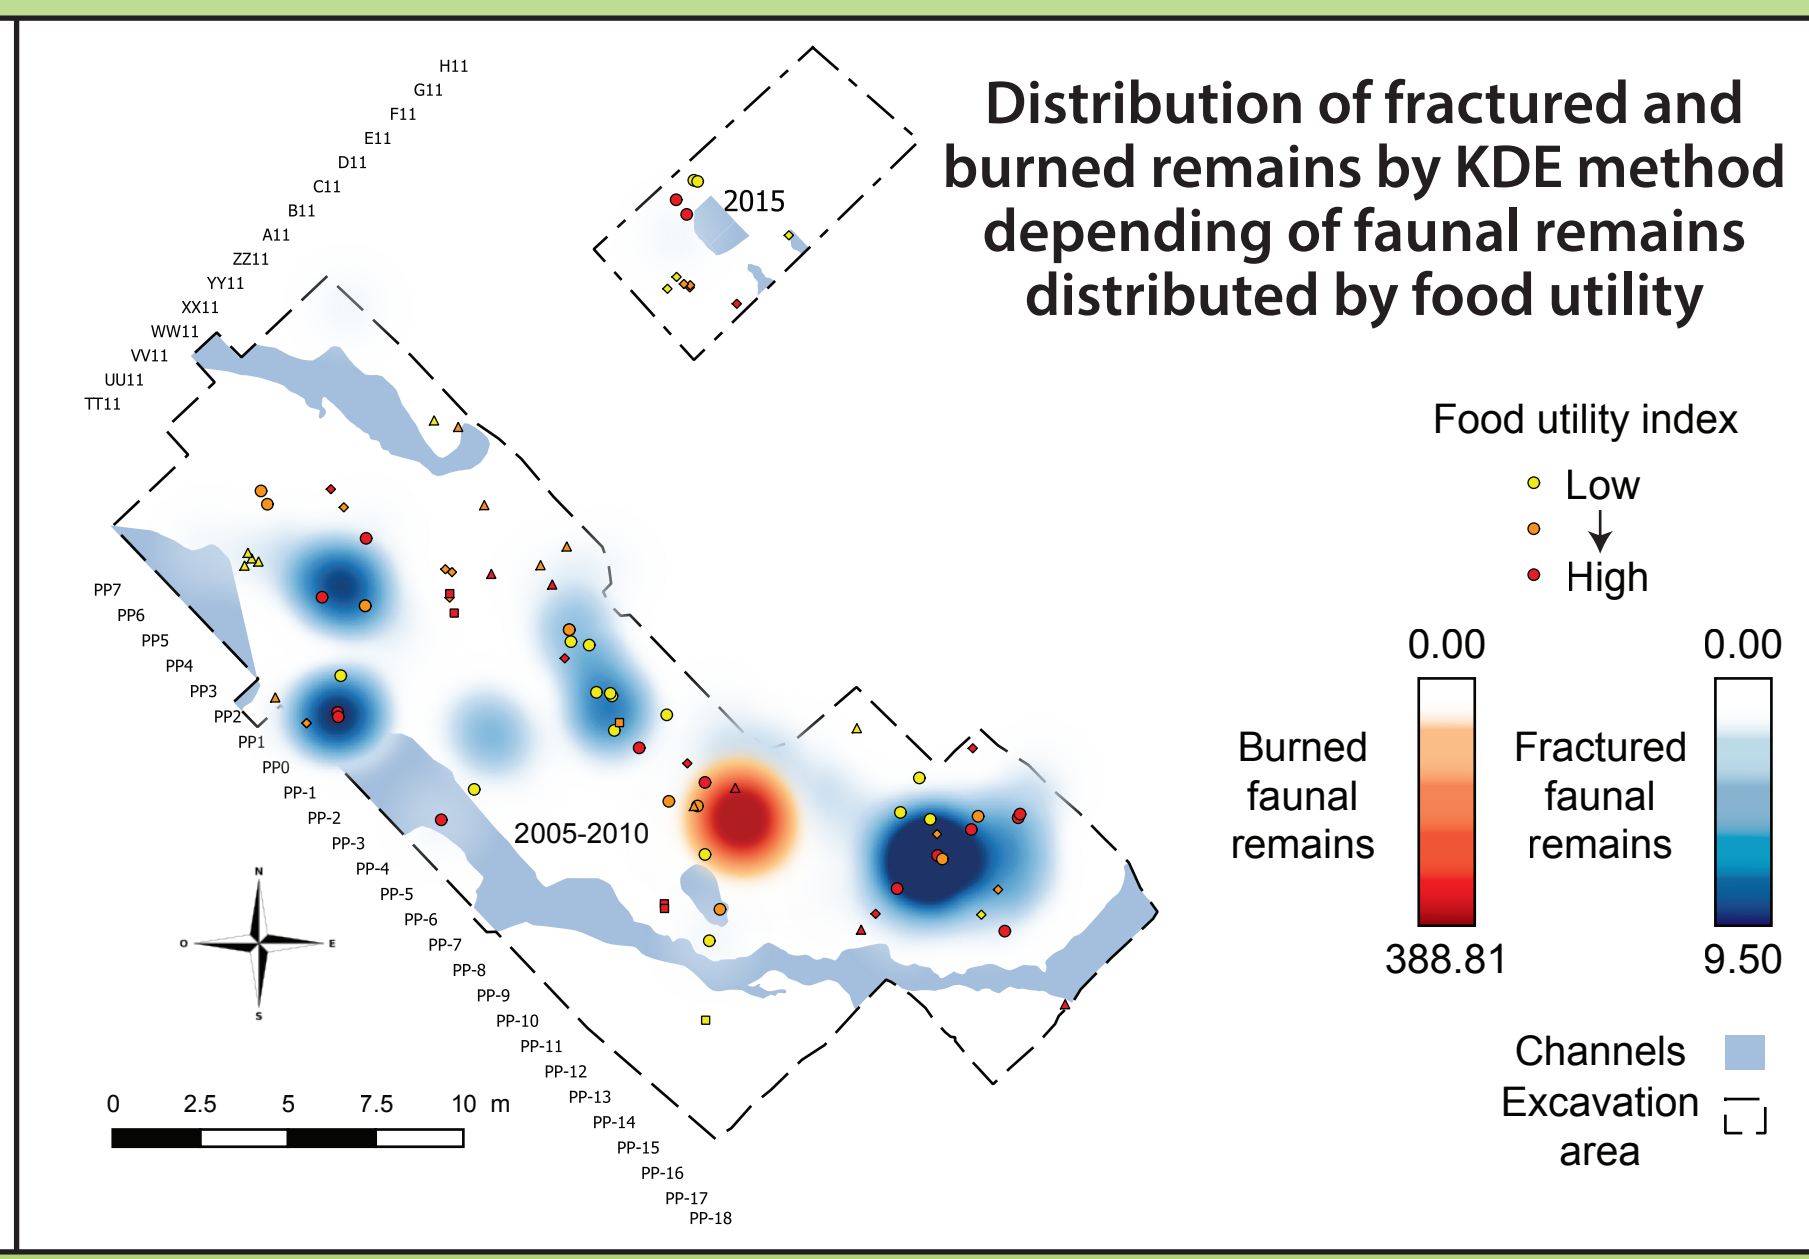 H11
G11
F11
E11
D11
C11
B11
A11
ZZ11
YY11
XX11
WW11
VV11
UU11
TT11
2015
Distribution of fractured and
burned remains by KDE method
depending of faunal remains
distributed by food utility
Food utility index
Low
High
PP7
PP6
PP5
PP4
PP3
PP2
PP1
PP0
PP-1
PP-2
PP-3
PP-4
PP-5
PP-6
PP-7
PP-8
PP-9
PP-10
PP-11
PP-12
PP-13
PP-14
PP-15
PP-16
PP-17
PP-18
2005-2010
0.00
Burned
faunal
remains
388.81
0.00
Fractured
faunal
remains
9.50
Channels
Excavation
area
N
O
E
S
0 2.5 5 7.5 10 m